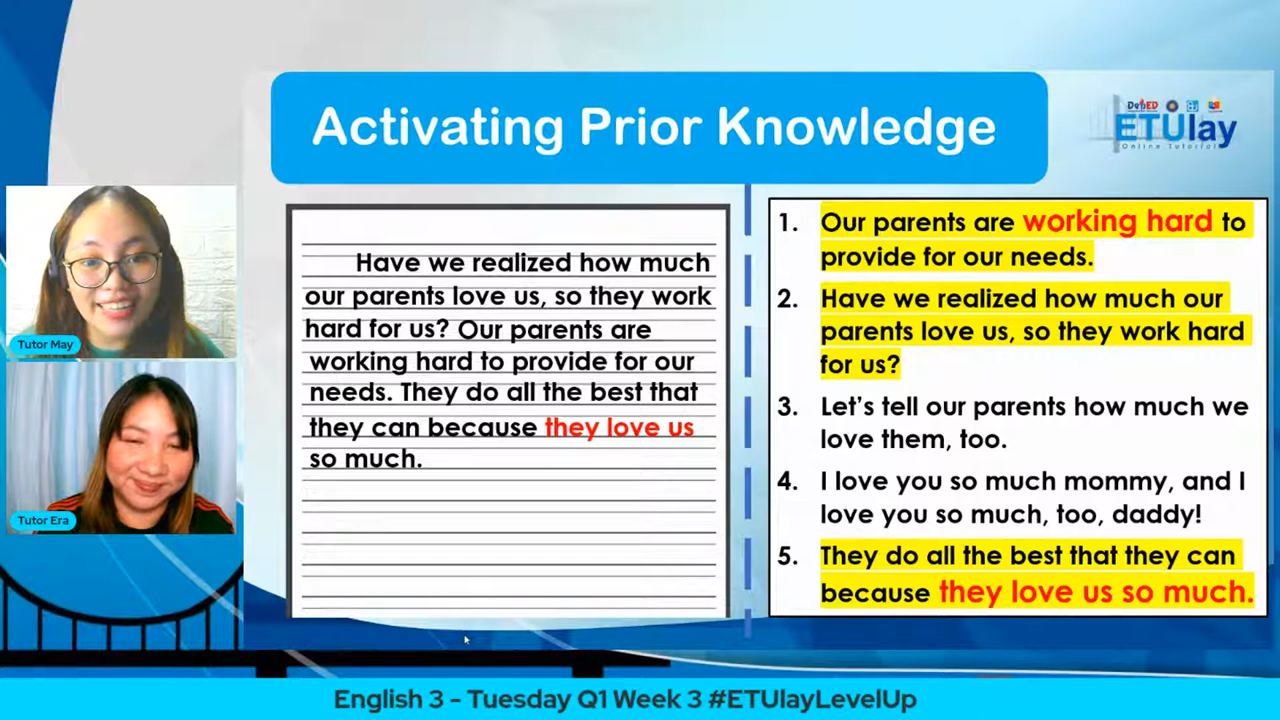 Activating Prior Knowledge
DepED
ETUlay
Online Tutorial
Tutor May
Tutor Era
Have we realized how much
our parents love us, so they work
hard for us? Our parents are
working hard to provide for our
needs. They do all the best that
they can because they love us
so much.
1. Our parents are working hard to
provide for our needs.
2. Have we realized how much our
parents love us, so they work hard
for us?
3. Let's tell our parents how much we
love them, too.
4. I love you so much mommy, and I
love you so much, too, daddy!
5. They do all the best that they can
because they love us so much.
English 3 - Tuesday Q1 Week 3 #ETUlayLevelUp